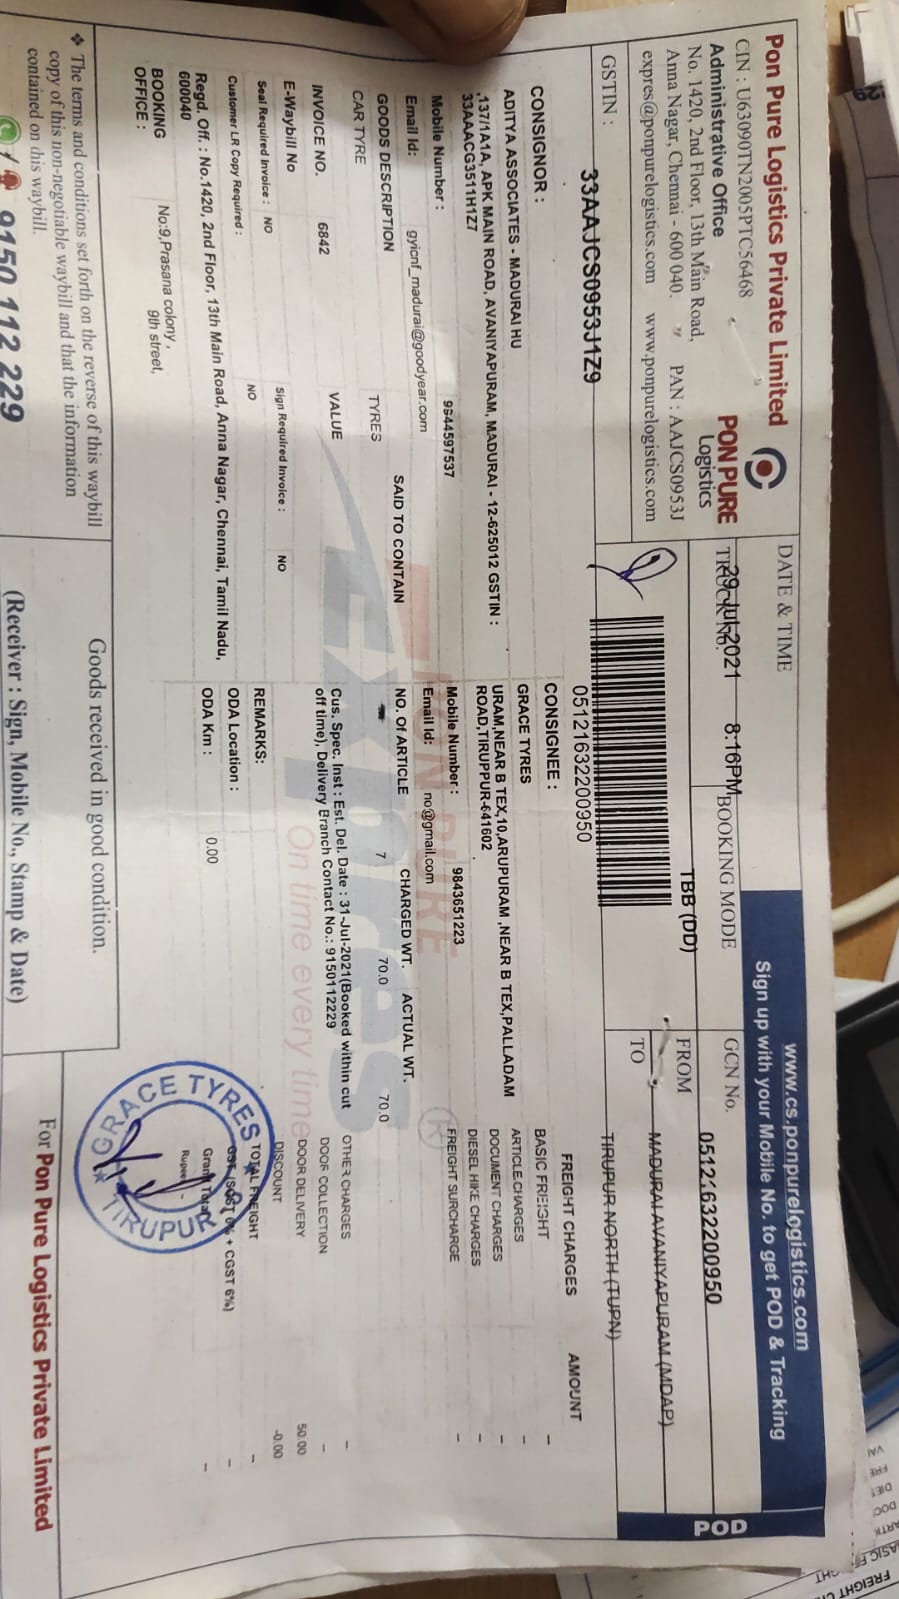 Pon Pure Logistics Private Limited
CIN : U63090TN2005PTC56468
Administrative Office
No. 1420, 2nd Floor, 13th Main Road,
Anna Nagar, Chennai - 600 040. PAN : AAJCS0953J
expres@ponpurelogistics.com www.ponpurelogistics.com
PON PURE
Logistics
GSTIN : 33AAJCS0953J1Z9
DATE & TIME
29-Jul-2021 8:16PM
TRUCK No.
BOOKING MODE
TBB (DD)
www.cs.ponpurelogistics.com
Sign up with your Mobile No. to get POD & Tracking
GCN No.
0512163220095​0
FROM
MADURAI AVANIYAPURAM (MDAP)
TO
TIRUPUR NORTH (TUPN)
POD
05121632200950
CONSIGNOR :
ADITYA ASSOCIATES - MADURAI HU
,137/1A1A, APK MAIN ROAD, AVANIYAPURAM, MADURAI - 12-625012 GSTIN :
33AAACG3511H1Z7
Mobile Number : 9944597537
Email Id: gyicnf_madurai@goodyear.com
GOODS DESCRIPTION TYRES SAID TO CONTAIN
CAR TYRE
INVOICE NO. 6842 VALUE
E-Waybill No
Seal Required Invoice : NO Sign Required Invoice : NO
Customer LR Copy Required : NO
Regd. Off. : No.1420, 2nd Floor, 13th Main Road, Anna Nagar, Chennai, Tamil Nadu,
600040
BOOKING OFFICE : No:9,Prasana colony ,
9th street,
CONSIGNEE :
GRACE TYRES
URAM,NEAR B TEX,10,ARUPURAM ,NEAR B TEX,PALLADAM
ROAD,TIRUPPUR-641602
Mobile Number : 9843651223
Email Id: no@gmail.com
NO. Of ARTICLE CHARGED WT. ACTUAL WT.
7 70.0 70.0
Cus. Spec. Inst : Est. Del. Date : 31-Jul-2021(Booked within cut
off time), Delivery Branch Contact No.: 9150112229
REMARKS:
ODA Location :
ODA Km : 0.00
FREIGHT CHARGES AMOUNT
BASIC FREIGHT –
ARTICLE CHARGES –
DOCUMENT CHARGES –
DIESEL HIKE CHARGES –
FREIGHT SURCHARGE –
OTHER CHARGES –
DOOR COLLECTION –
DOOR DELIVERY 50.00
DISCOUNT -0.00
TOTAL FREIGHT –
GST (SGST 6% + CGST 6%) –
Grand Total –
PON PURE
Expres
On time every time
GRACE TYRES
TIRUPUR
❖ The terms and conditions set forth on the reverse of this waybill
copy of this non-negotiable waybill and that the information
contained on this waybill.
9150 112 229
Goods received in good condition.
(Receiver : Sign, Mobile No., Stamp & Date)
For Pon Pure Logistics Private Limited